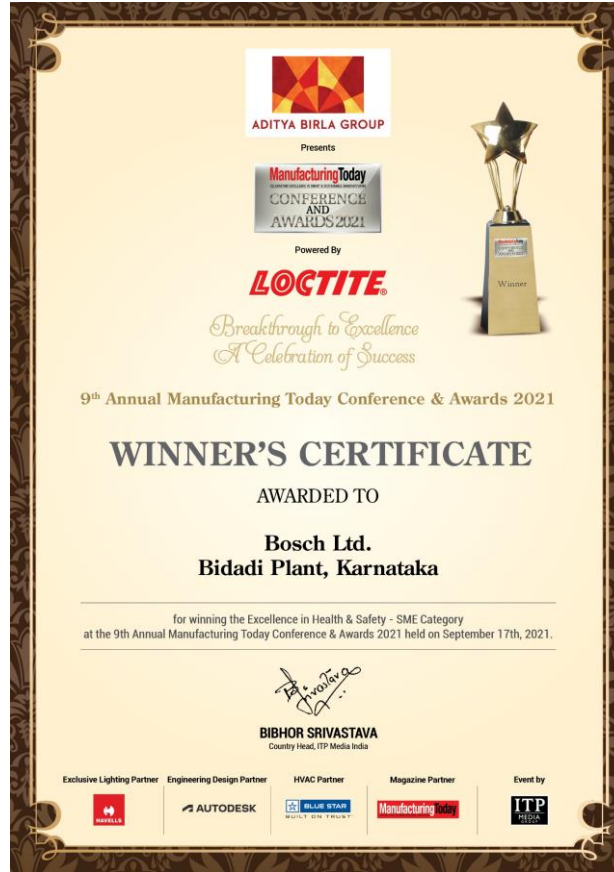 ADITYA BIRLA GROUP
Presents
ManufacturingToday
CONFERENCE
AND
AWARDS 2021
Powered By
LOCTITE®
Breakthrough to Excellence
A Celebration of Success
Winner
9th Annual Manufacturing Today Conference & Awards 2021
WINNER'S CERTIFICATE
AWARDED TO
Bosch Ltd.
Bidadi Plant, Karnataka
for winning the Excellence in Health & Safety - SME Category
at the 9th Annual Manufacturing Today Conference & Awards 2021 held on September 17th, 2021.
BIBHOR SRIVASTAVA
Country Head, ITP Media India
Exclusive Lighting Partner Engineering Design Partner HVAC Partner Magazine Partner Event by
HAVELLS
AUTODESK
BLUE STAR
BUILT ON TRUST
ManufacturingToday
ITP
MEDIA
GROUP